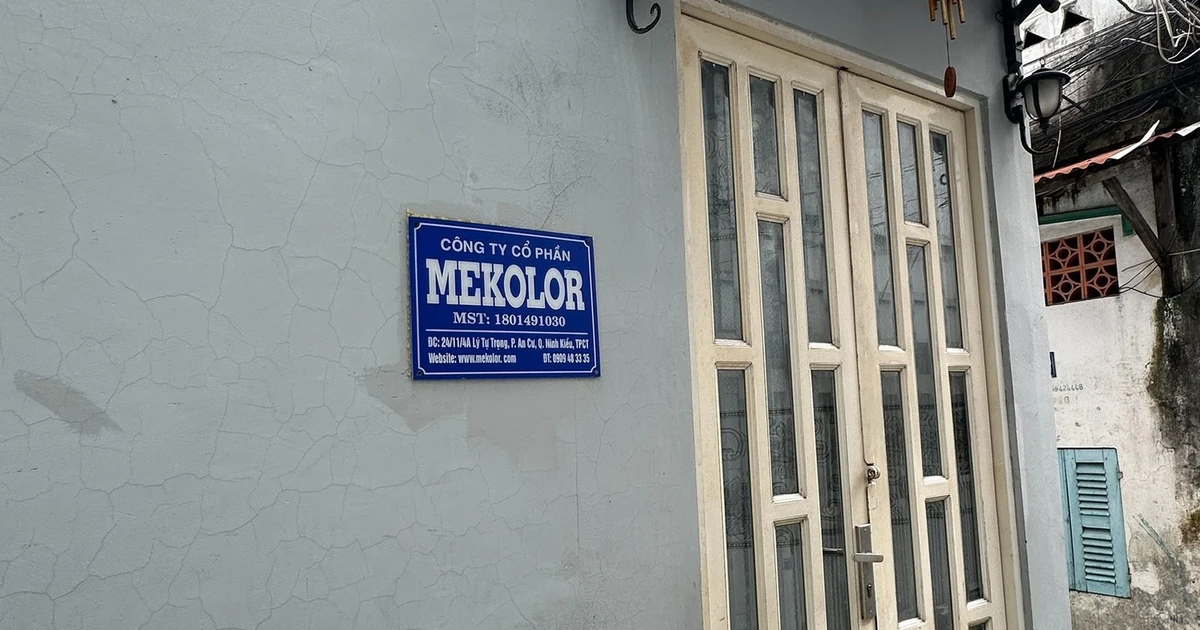 CÔNG TY CỔ PHẦN
MEKOLOR
MST: 1801491030
ĐC: 24/11/4A Lý Tự Trọng, P. An Cư, Q. Ninh Kiều, TPCT
Website: www.mekolor.com ĐT: 0909 48 33 35